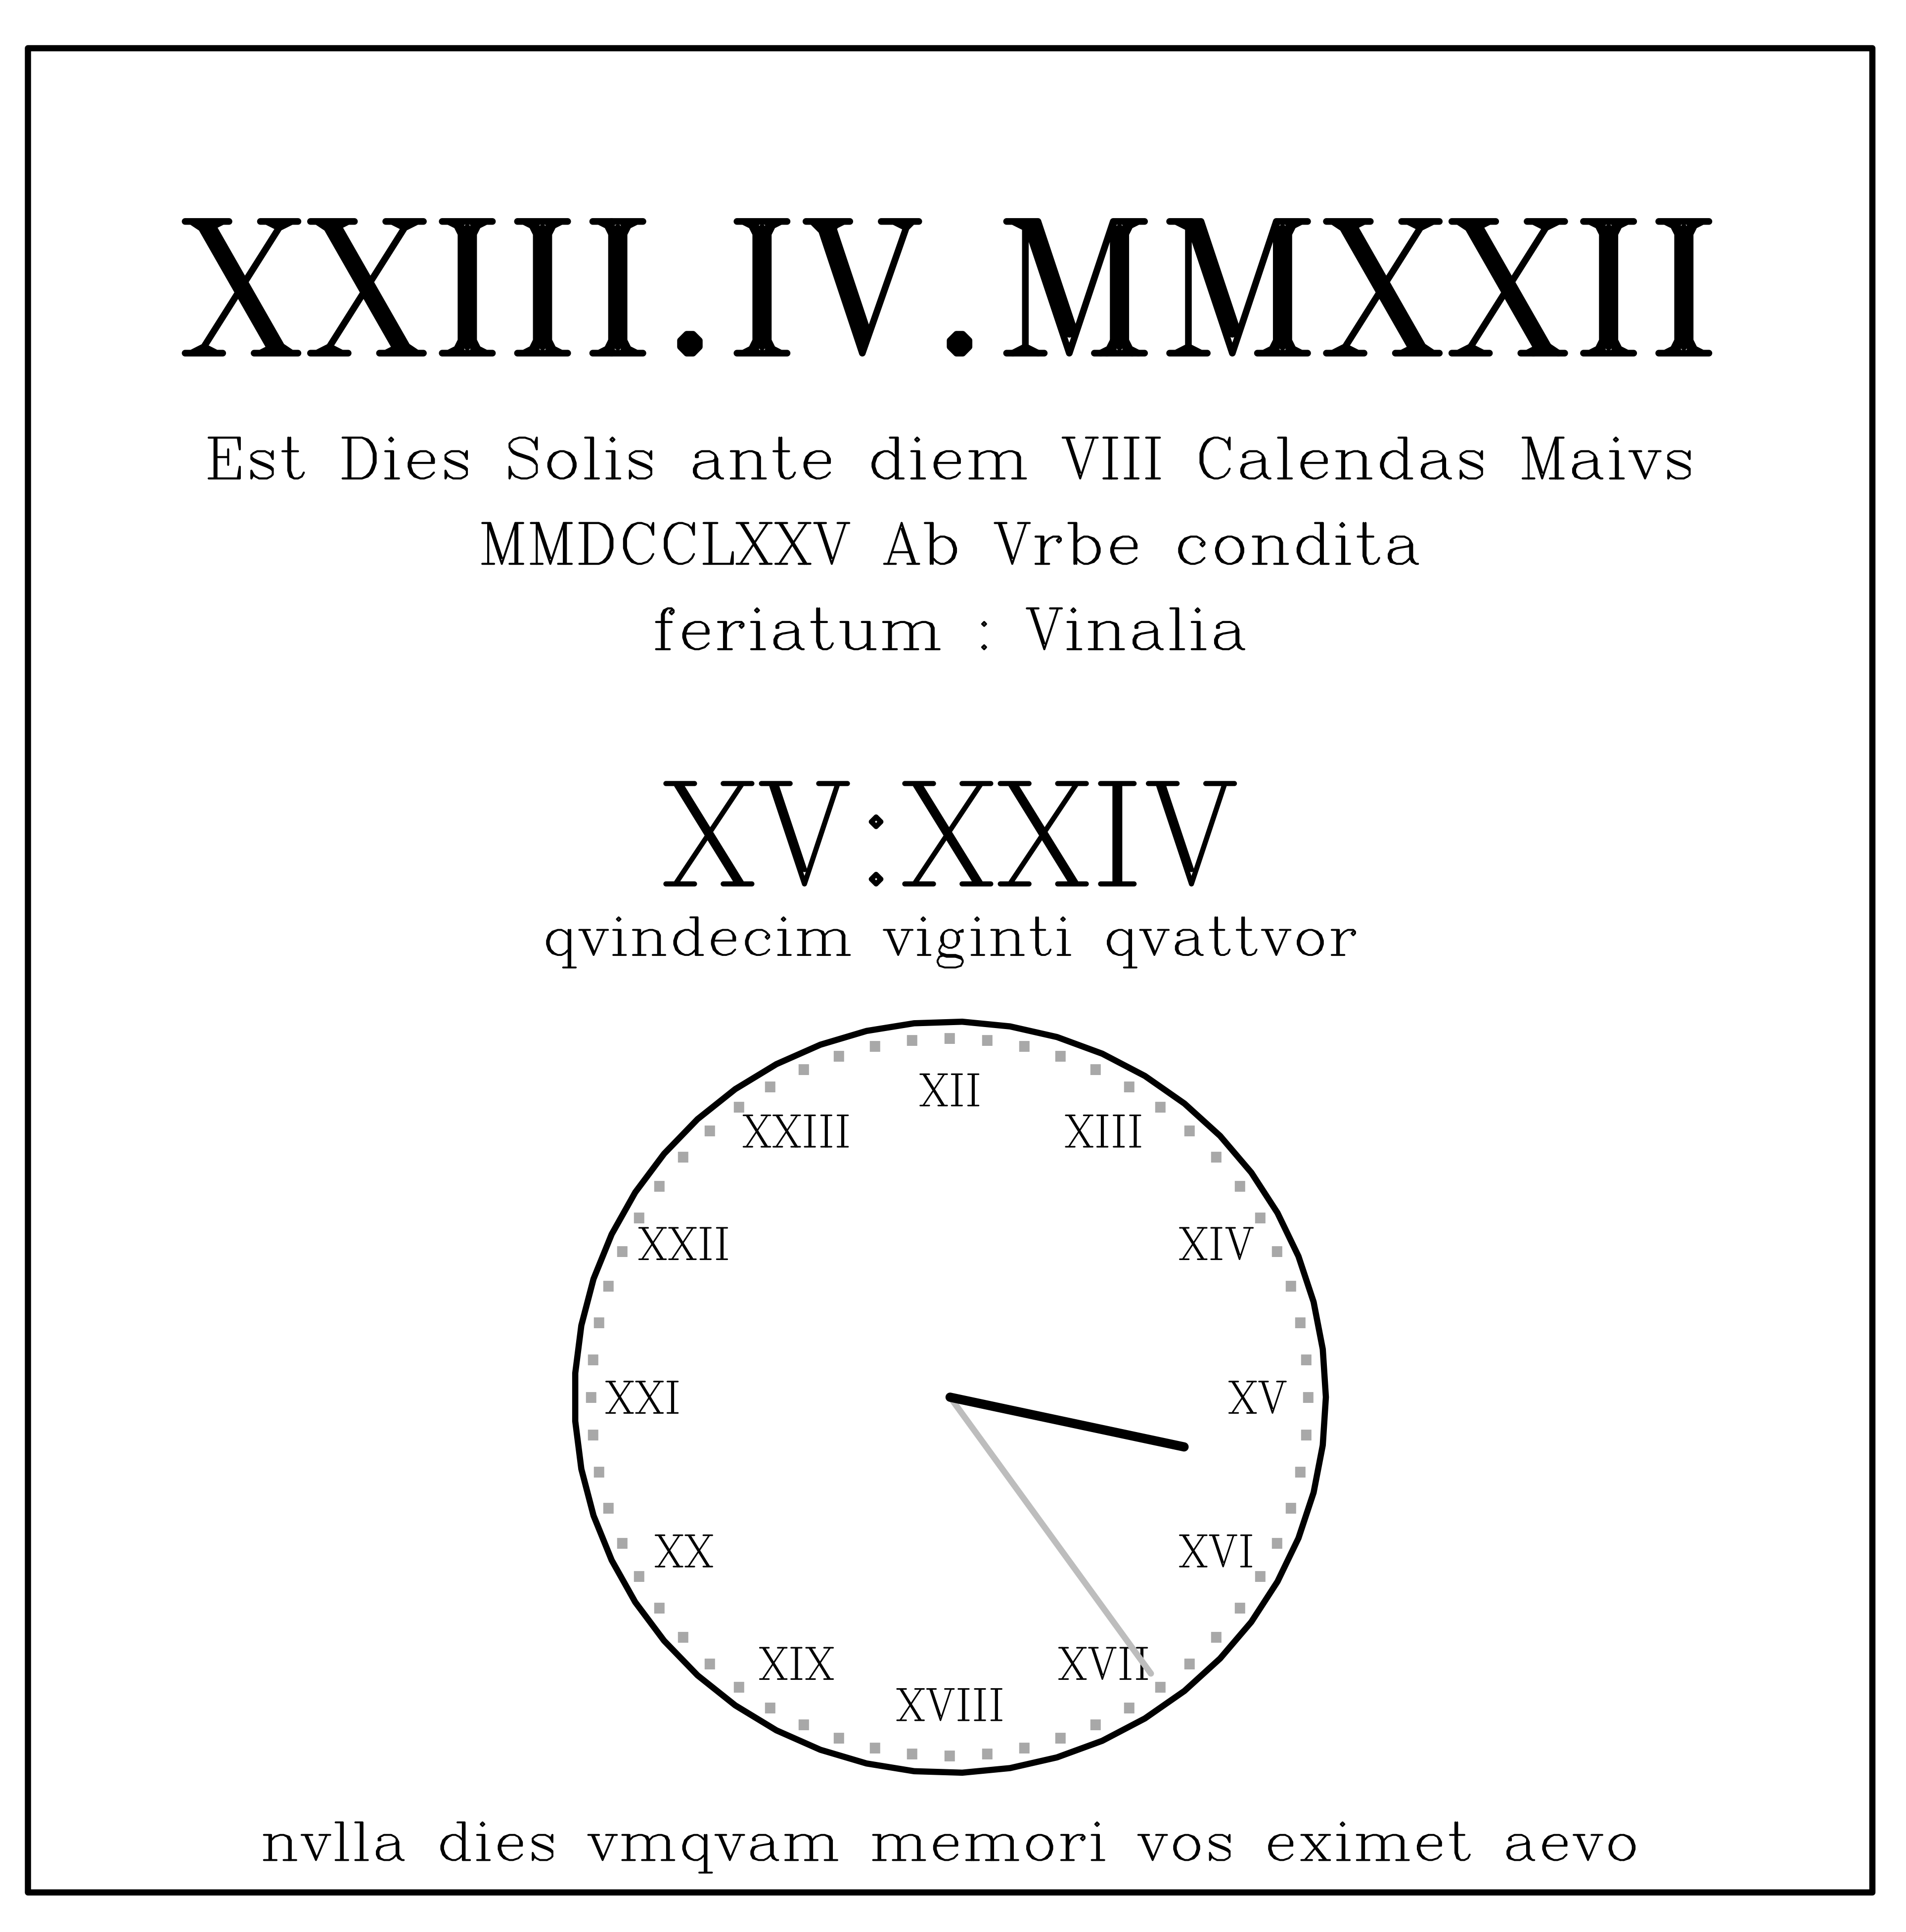 XXIII.IV.MMXXII
Est Dies Solis ante diem VIII Calendas Maivs
MMDCCLXXV Ab Vrbe condita
feriatum : Vinalia
XV:XXIV
qvindecim viginti qvattvor
XII
XXIII XIII
XXII XIV
XXI XV
XX XVI
XIX XVII
XVIII
nvlla dies vmqvam memori vos eximet aevo